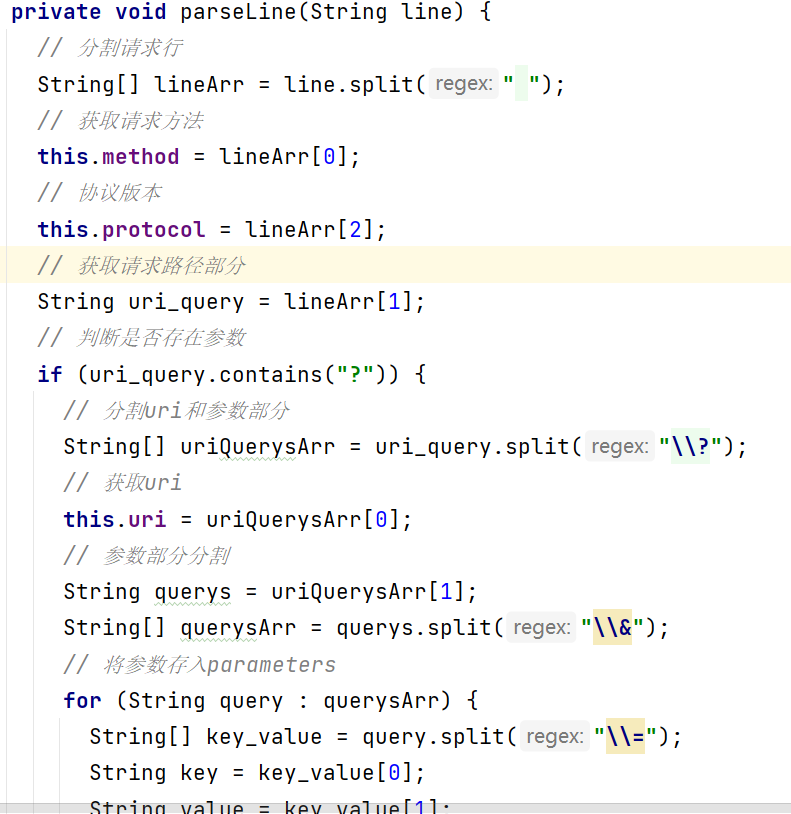 private void parseLine(String line) {
// 分割请求行
String[] lineArr = line.split( regex: " ");
// 获取请求方法
this.method = lineArr[0];
// 协议版本
this.protocol = lineArr[2];
// 获取请求路径部分
String uri_query = lineArr[1];
// 判断是否存在参数
if (uri_query.contains("?")) {
// 分割uri和参数部分
String[] uriQuerysArr = uri_query.split( regex: "\\?");
// 获取uri
this.uri = uriQuerysArr[0];
// 参数部分分割
String querys = uriQuerysArr[1];
String[] querysArr = querys.split( regex: "\\&");
// 将参数存入parameters
for (String query : querysArr) {
String[] key_value = query.split( regex: "\\=");
String key = key_value[0];
String value = key_value[1];